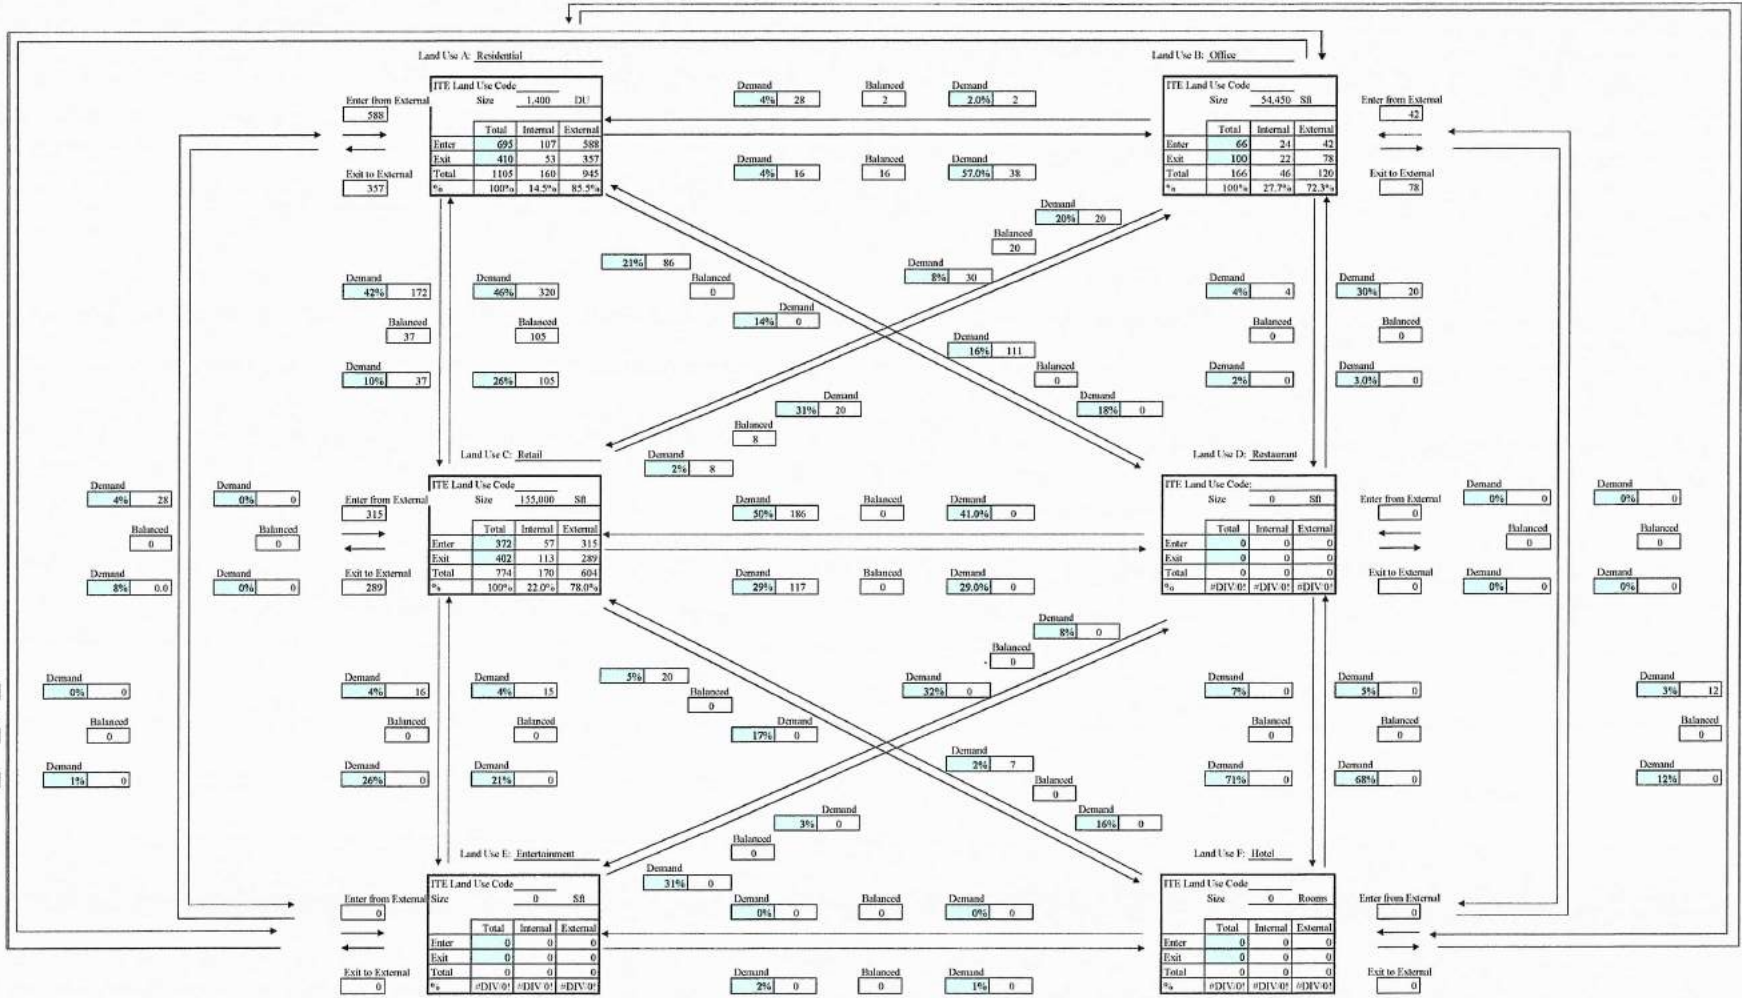 Land Use A: Residential
Land Use B: Office
ITE Land Use Code
Size 1,400 DU
Total Internal External
Enter 695 107 588
Exit 410 53 357
Total 1105 160 945
% 100% 14.5% 85.5%
Enter from External
588
Exit to External
357
Demand Balanced Demand
4% 28 2 2.0% 2
Demand Balanced Demand
4% 16 16 57.0% 38
ITE Land Use Code
Size 54,450 Sft
Total Internal External
Enter 66 24 42
Exit 100 22 78
Total 166 46 120
% 100% 27.7% 72.3%
Enter from External
42
Exit to External
78
Demand
20% 20
Balanced
20
Demand
8% 30
21% 86
Balanced
0
Demand
14% 0
Demand
16% 111
Balanced
0
Demand
18% 0
Demand
31% 20
Balanced
8
Demand
2% 8
Demand Demand
42% 172 46% 320
Balanced Balanced
37 105
Demand
10% 37 26% 105
Demand Demand
4% 4 30% 20
Balanced Balanced
0 0
Demand Demand
2% 0 3.0% 0
Land Use C: Retail
Land Use D: Restaurant
Demand Demand
4% 28 0% 0
Balanced Balanced
0 0
Demand Demand
8% 0.0 0% 0
Enter from External
315
Exit to External
289
ITE Land Use Code
Size 155,000 Sft
Total Internal External
Enter 372 57 315
Exit 402 113 289
Total 774 170 604
% 100% 22.0% 78.0%
Demand Balanced Demand
50% 186 0 41.0% 0
Demand Balanced Demand
29% 117 0 29.0% 0
ITE Land Use Code:
Size 0 Sft
Total Internal External
Enter 0 0 0
Exit 0 0 0
Total 0 0 0
% #DIV/0! #DIV/0! #DIV/0!
Enter from External
0
Exit to External
0
Demand Demand
0% 0 0% 0
Balanced Balanced
0 0
Demand Demand
0% 0 0% 0
Demand
0% 0
Balanced
0
Demand
1% 0
Demand Demand
4% 16 4% 15
Balanced Balanced
0 0
Demand Demand
26% 0 21% 0
5% 20
Balanced
0
Demand
17% 0
Demand
8% 0
Balanced
0
Demand
32% 0
Demand
2% 7
Balanced
0
Demand
16% 0
Demand
3% 0
Balanced
0
Demand
31% 0
Demand Demand
7% 0 5% 0
Balanced Balanced
0 0
Demand Demand
71% 0 68% 0
Demand
3% 12
Balanced
0
Demand
12% 0
Land Use E: Entertainment
Land Use F: Hotel
Enter from External
0
Exit to External
0
ITE Land Use Code
Size 0 Sft
Total Internal External
Enter 0 0 0
Exit 0 0 0
Total 0 0 0
% #DIV/0! #DIV/0! #DIV/0!
Demand Balanced Demand
0% 0 0 0% 0
Demand Balanced Demand
2% 0 0 1% 0
ITE Land Use Code
Size 0 Rooms
Total Internal External
Enter 0 0 0
Exit 0 0 0
Total 0 0 0
% #DIV/0! #DIV/0! #DIV/0!
Enter from External
0
Exit to External
0